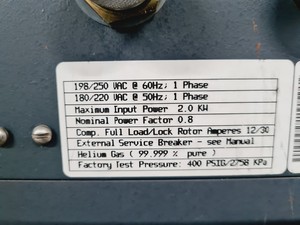 198/250 VAC @ 60Hz; 1 Phase
180/220 VAC @ 50Hz; 1 Phase
Maximum Input Power 2.0 KW
Nominal Power Factor 0.8
Comp. Full Load/Lock Rotor Amperes 12/30
External Service Breaker - see Manual
Helium Gas ( 99.999 % pure )
Factory Test Pressure: 400 PSIG/2758 KPa